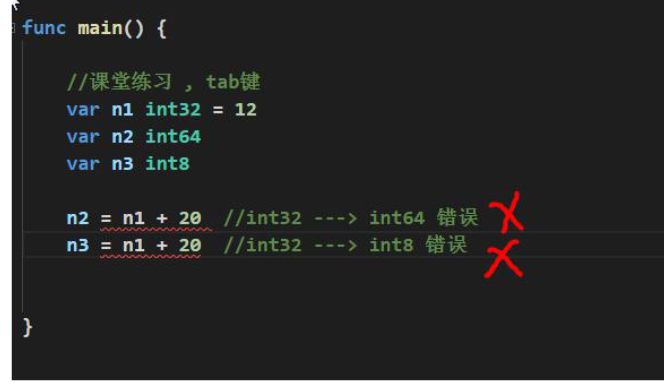 func main() {
//课堂练习 , tab键
var n1 int32 = 12
var n2 int64
var n3 int8
n2 = n1 + 20 //int32 ---> int64 错误
n3 = n1 + 20 //int32 ---> int8 错误
}